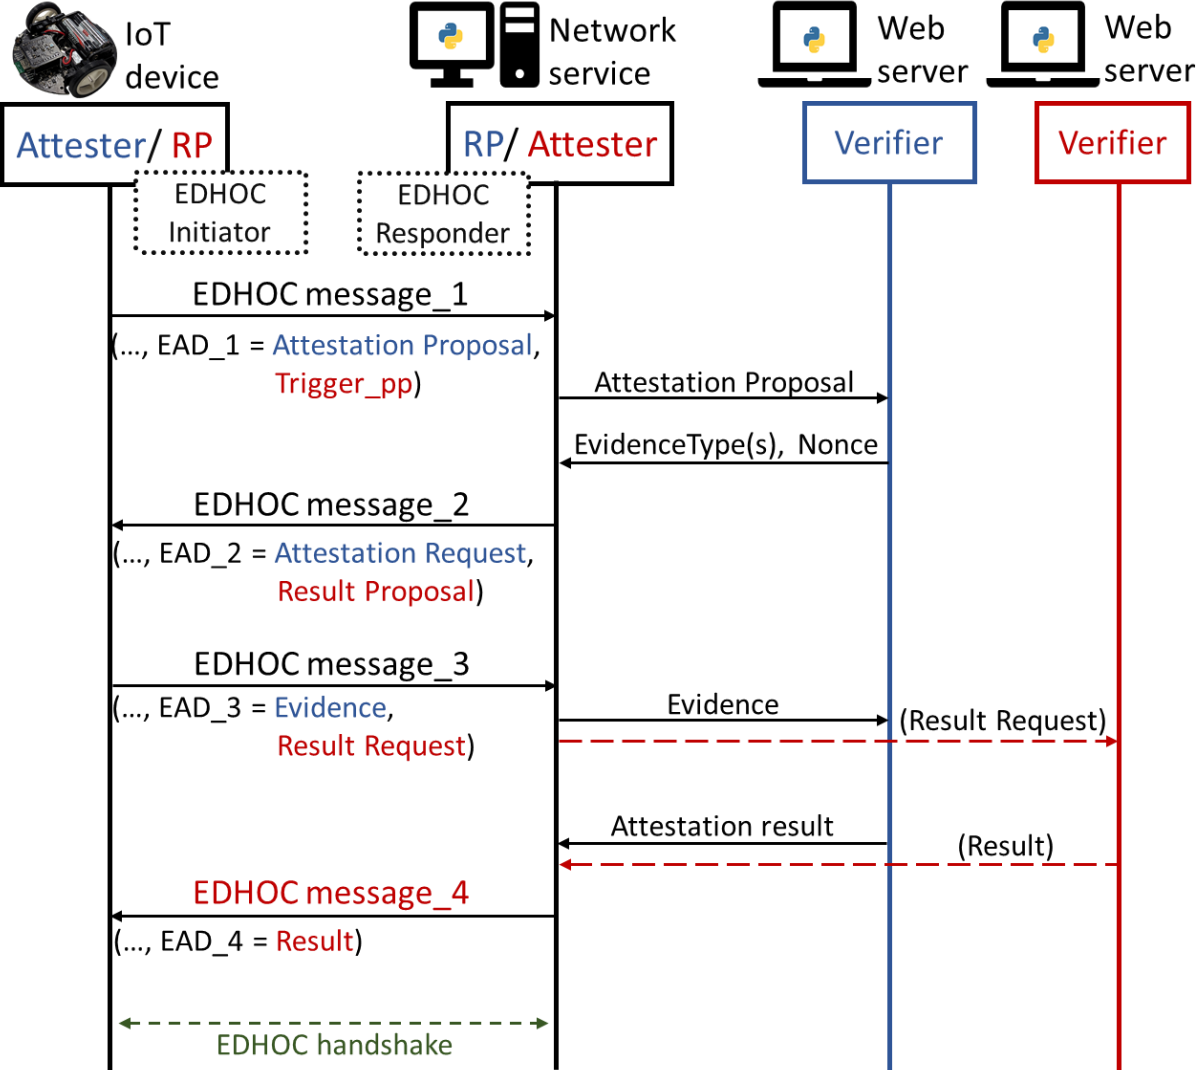 IoT
device
Network
service
Web
server
Web
server
Attester/ RP
RP/ Attester
Verifier
Verifier
EDHOC
Initiator
EDHOC
Responder
EDHOC message_1
(..., EAD_1 = Attestation Proposal,
Trigger_pp)
Attestation Proposal
EvidenceType(s), Nonce
EDHOC message_2
(..., EAD_2 = Attestation Request,
Result Proposal)
EDHOC message_3
(..., EAD_3 = Evidence,
Result Request)
Evidence
(Result Request)
Attestation result
(Result)
EDHOC message_4
(..., EAD_4 = Result)
EDHOC handshake